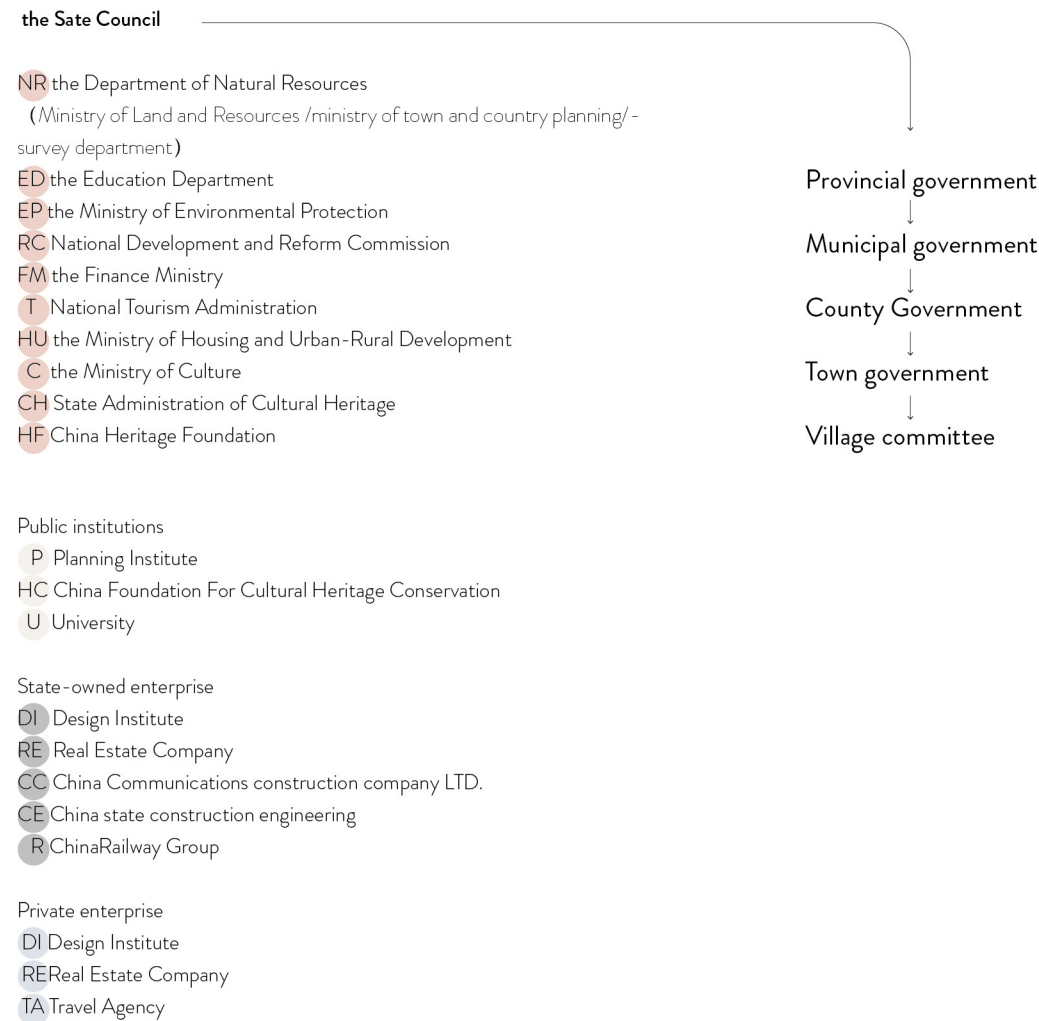 the Sate Council
NR the Department of Natural Resources
(Ministry of Land and Resources /ministry of town and country planning/-
survey department)
ED the Education Department
EP the Ministry of Environmental Protection
RC National Development and Reform Commission
FM the Finance Ministry
T National Tourism Administration
HU the Ministry of Housing and Urban-Rural Development
C the Ministry of Culture
CH State Administration of Cultural Heritage
HF China Heritage Foundation
Provincial government
Municipal government
County Government
Town government
Village committee
Public institutions
P Planning Institute
HC China Foundation For Cultural Heritage Conservation
U University
State-owned enterprise
DI Design Institute
RE Real Estate Company
CC China Communications construction company LTD.
CE China state construction engineering
R ChinaRailway Group
Private enterprise
DI Design Institute
RE Real Estate Company
TA Travel Agency